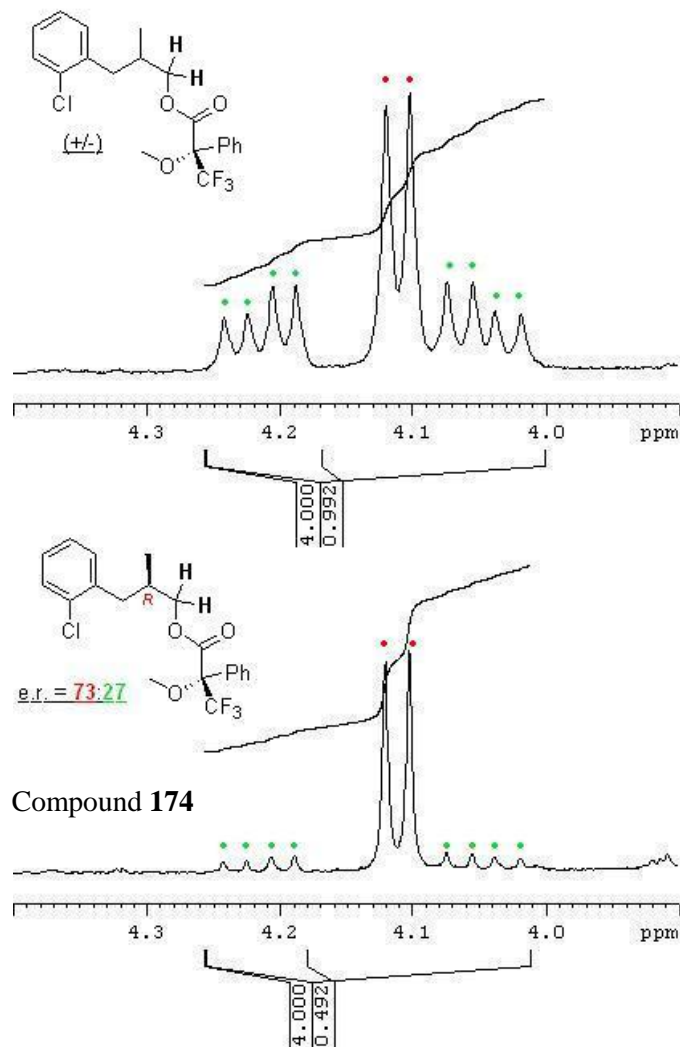 H
H
Cl
O
O
(+/-)
Ph
O
CF3
4.3 4.2 4.1 4.0 ppm
4.000
0.992
H
R
H
Cl
O
O
Ph
e.r. = 73:27
O
CF3
Compound 174
4.3 4.2 4.1 4.0 ppm
4.000
0.492